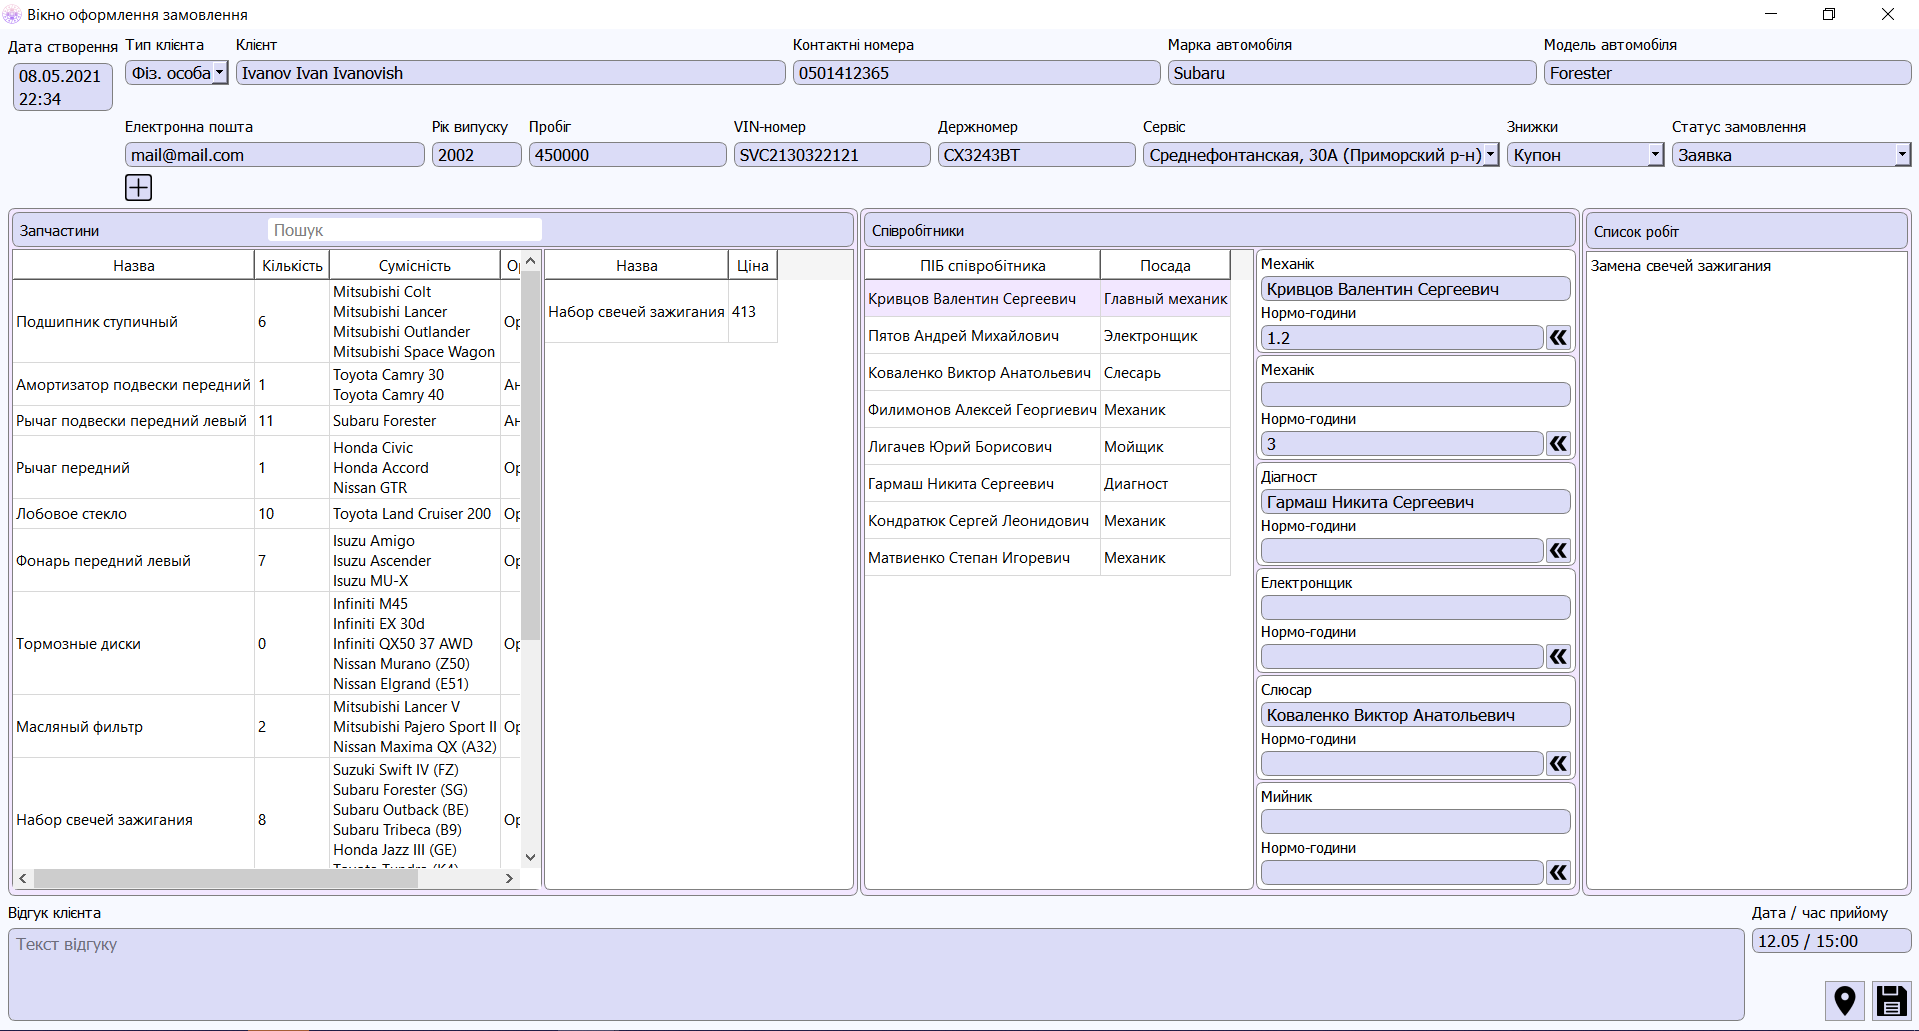 Вікно оформлення замовлення
Дата створення
Тип клієнта
Клієнт
Контактні номера
Марка автомобіля
Модель автомобіля
08.05.2021
22:34
Фіз. особа
Ivanov Ivan Ivanovish
0501412365
Subaru
Forester
Електронна пошта
Рік випуску
Пробіг
VIN-номер
Держномер
Сервіс
Знижки
Статус замовлення
mail@mail.com
2002
450000
SVC2130322121
CX3243BT
Среднефонтанская, 30А (Приморский р-н)
Купон
Заявка
Запчастини
Пошук
Назва
Кількість
Сумісність
Ор
Подшипник ступичный
6
Mitsubishi Colt
Mitsubishi Lancer
Mitsubishi Outlander
Mitsubishi Space Wagon
Ор
Амортизатор подвески передний
1
Toyota Camry 30
Toyota Camry 40
Ан
Рычаг подвески передний левый
11
Subaru Forester
Ан
Рычаг передний
1
Honda Civic
Honda Accord
Nissan GTR
Ор
Лобовое стекло
10
Toyota Land Cruiser 200
Ор
Фонарь передний левый
7
Isuzu Amigo
Isuzu Ascender
Isuzu MU-X
Ор
Тормозные диски
0
Infiniti M45
Infiniti EX 30d
Infiniti QX50 37 AWD
Nissan Murano (Z50)
Nissan Elgrand (E51)
Ор
Масляный фильтр
2
Mitsubishi Lancer V
Mitsubishi Pajero Sport II
Nissan Maxima QX (A32)
Ор
Набор свечей зажигания
8
Suzuki Swift IV (FZ)
Subaru Forester (SG)
Subaru Outback (BE)
Subaru Tribeca (B9)
Honda Jazz III (GE)
Ор
Назва
Ціна
Набор свечей зажигания
413
Співробітники
ПІБ співробітника
Посада
Кривцов Валентин Сергеевич
Главный механик
Пятов Андрей Михайлович
Электронщик
Коваленко Виктор Анатольевич
Слесарь
Филимонов Алексей Георгиевич
Механик
Лигачев Юрий Борисович
Мойщик
Гармаш Никита Сергеевич
Диагност
Кондратюк Сергей Леонидович
Механик
Матвиенко Степан Игоревич
Механик
Механік
Кривцов Валентин Сергеевич
Нормо-години
1.2
Механік
Нормо-години
3
Діагност
Гармаш Никита Сергеевич
Нормо-години
Електронщик
Нормо-години
Слюсар
Коваленко Виктор Анатольевич
Нормо-години
Мийник
Нормо-години
Список робіт
Замена свечей зажигания
Відгук клієнта
Текст відгуку
Дата / час прийому
12.05 / 15:00